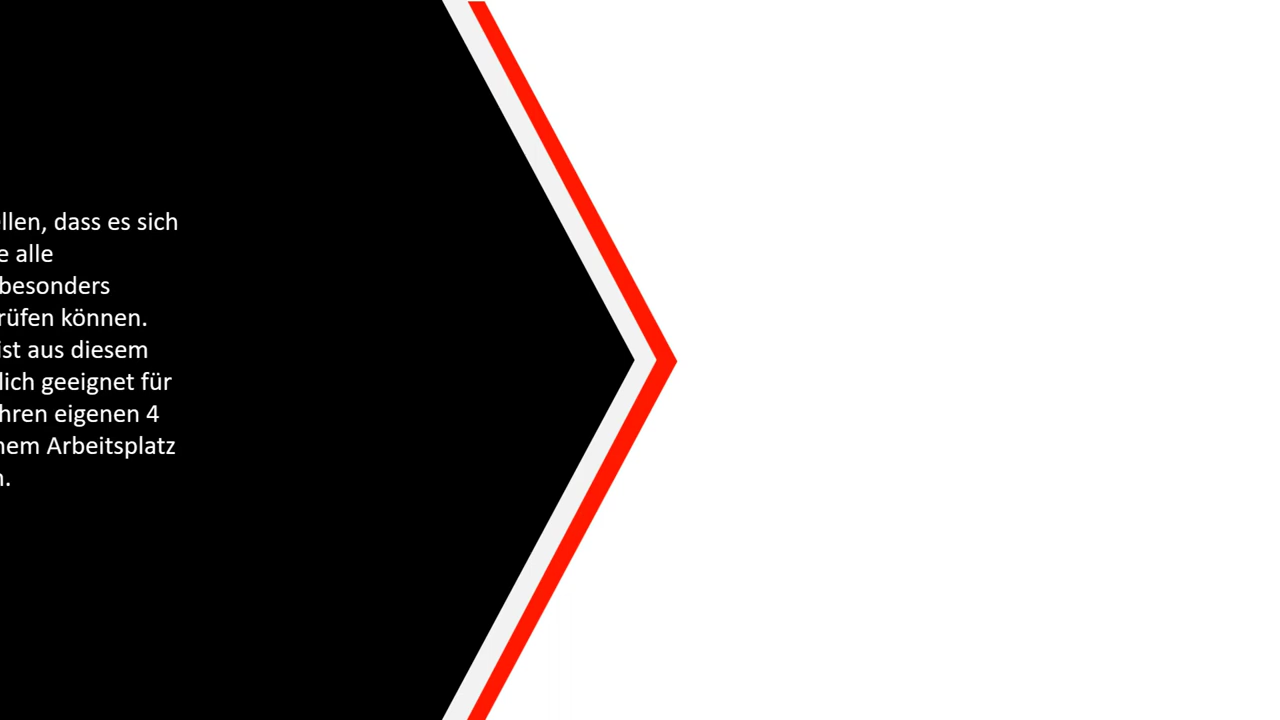 llen, dass es sich
e alle
besonders
rüfen können.
ist aus diesem
lich geeignet für
hren eigenen 4
nem Arbeitsplatz
n.